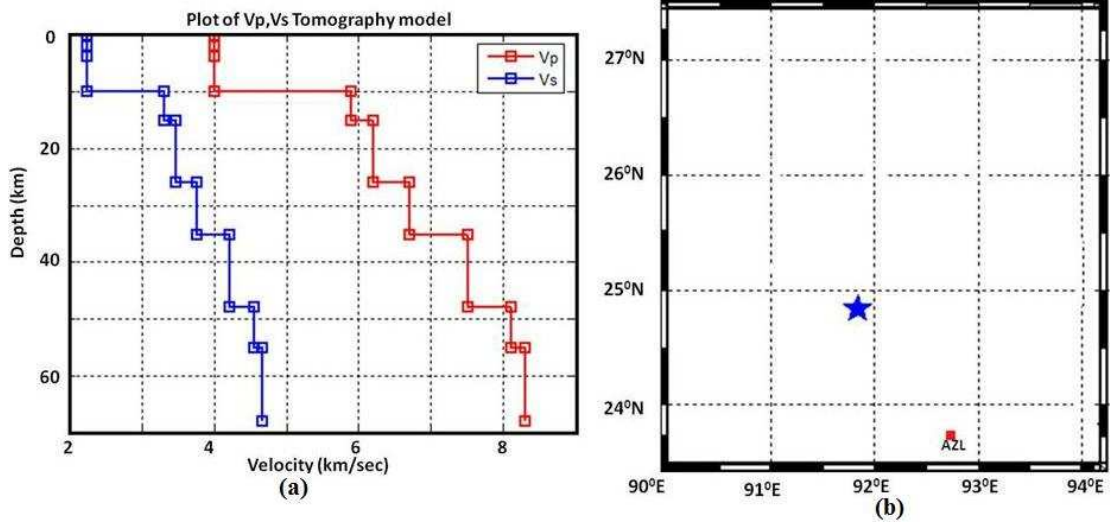 Plot of Vp,Vs Tomography model
Vp
Vs
0
20
40
60
Depth (km)
2
4
6
8
Velocity (km/sec)
(a)
27⁰N
26⁰N
25⁰N
24⁰N
AZL
90⁰E
91⁰E
92⁰E
93⁰E
94⁰E
(b)